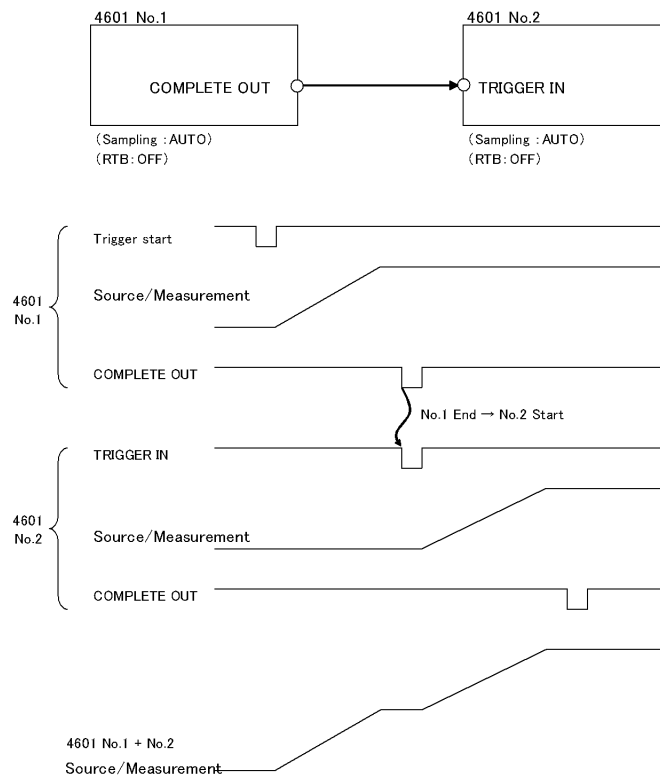 4601 No.1
4601 No.2
COMPLETE OUT
TRIGGER IN
(Sampling :AUTO)
(RTB:OFF)
(Sampling :AUTO)
(RTB:OFF)
Trigger start
4601
No.1
Source/Measurement
COMPLETE OUT
No.1 End → No.2 Start
TRIGGER IN
4601
No.2
Source/Measurement
COMPLETE OUT
4601 No.1 + No.2
Source/Measurement